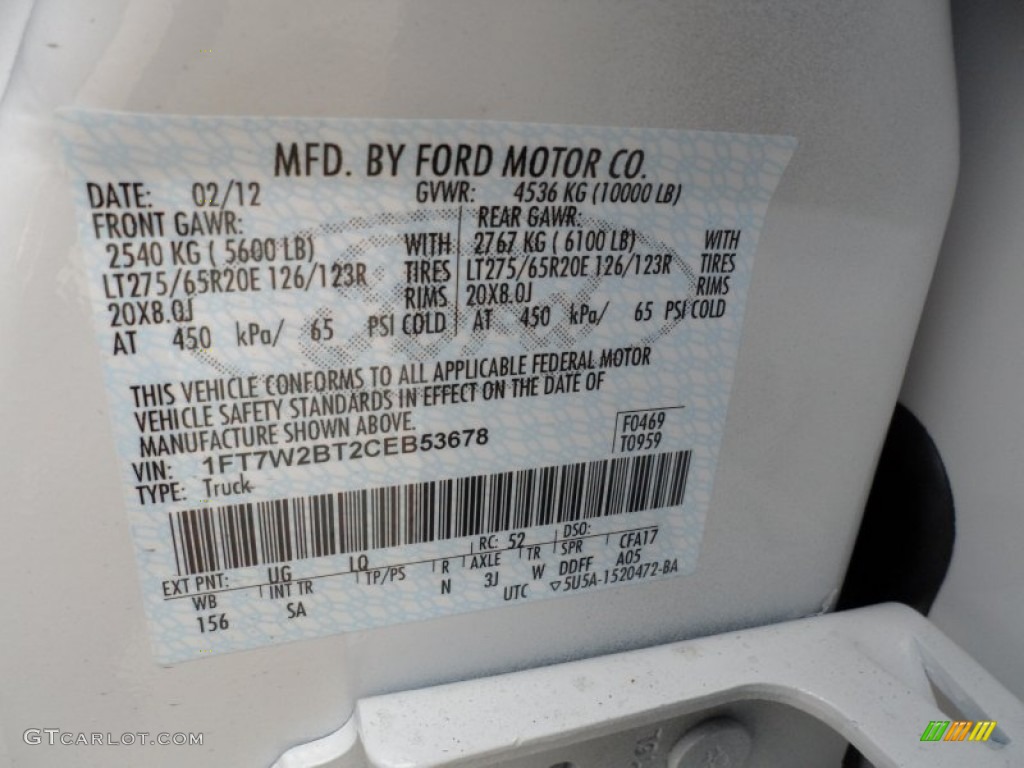 MFD. BY FORD MOTOR CO.
DATE: 02/12 GVWR: 4536 KG (10000 LB)
FRONT GAWR: REAR GAWR:
2540 KG ( 5600 LB) WITH 2767 KG ( 6100 LB) WITH
LT275/65R20E 126/123R TIRES LT275/65R20E 126/123R TIRES
20X8.0J RIMS 20X8.0J RIMS
AT 450 kPa/ 65 PSI COLD AT 450 kPa/ 65 PSI COLD
THIS VEHICLE CONFORMS TO ALL APPLICABLE FEDERAL MOTOR
VEHICLE SAFETY STANDARDS IN EFFECT ON THE DATE OF
MANUFACTURE SHOWN ABOVE.
F0469
VIN: 1FT7W2BT2CEB53678 T0959
TYPE: Truck
EXT PNT: UG LQ RC: 52 DSO:
WB INT TR TP/PS R AXLE TR SPR CFA17
156 SA N 3J W DDFF A05
UTC ▽5U5A-1520472-BA
GTCARLOT.COM